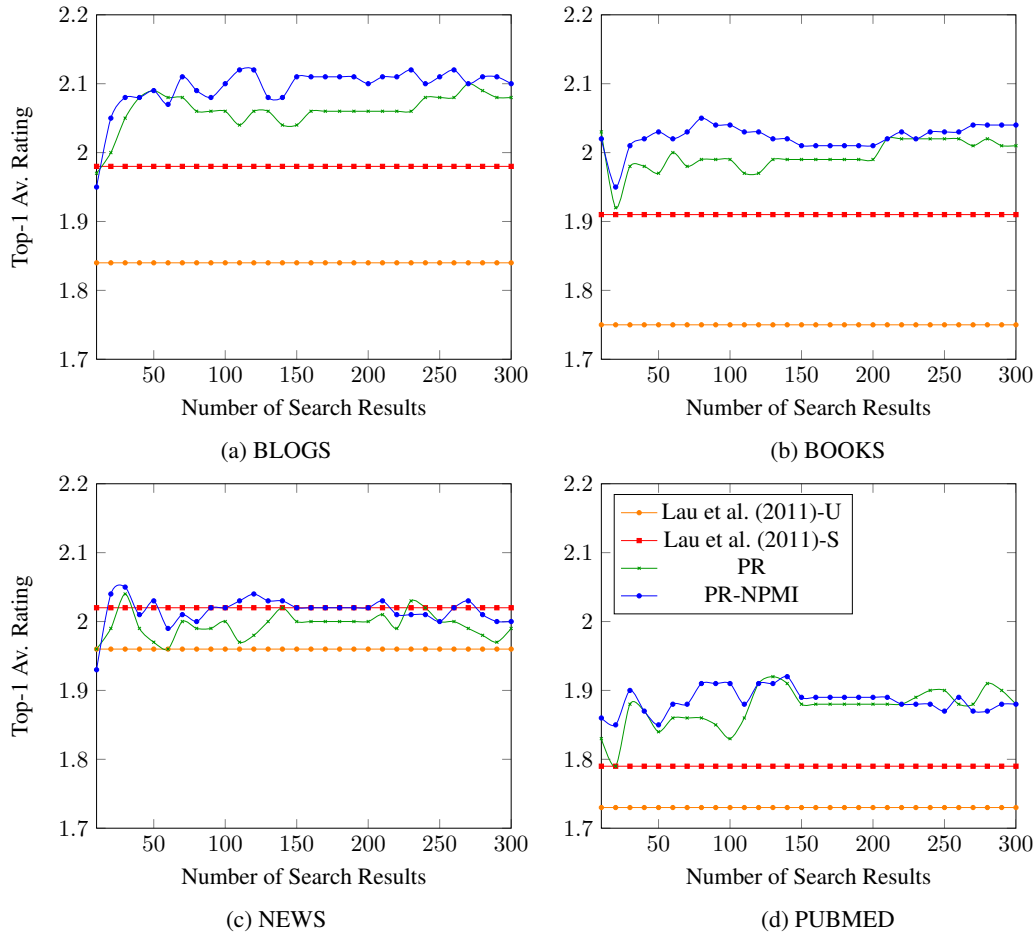 2.2
2.1
2
1.9
1.8
1.7
Top-1 Av. Rating
50 100 150 200 250 300
Number of Search Results
(a) BLOGS
2.2
2.1
2
1.9
1.8
1.7
50 100 150 200 250 300
Number of Search Results
(b) BOOKS
2.2
2.1
2
1.9
1.8
1.7
Top-1 Av. Rating
50 100 150 200 250 300
Number of Search Results
(c) NEWS
2.2
2.1
2
1.9
1.8
1.7
Lau et al. (2011)-U
Lau et al. (2011)-S
PR
PR-NPMI
50 100 150 200 250 300
Number of Search Results
(d) PUBMED